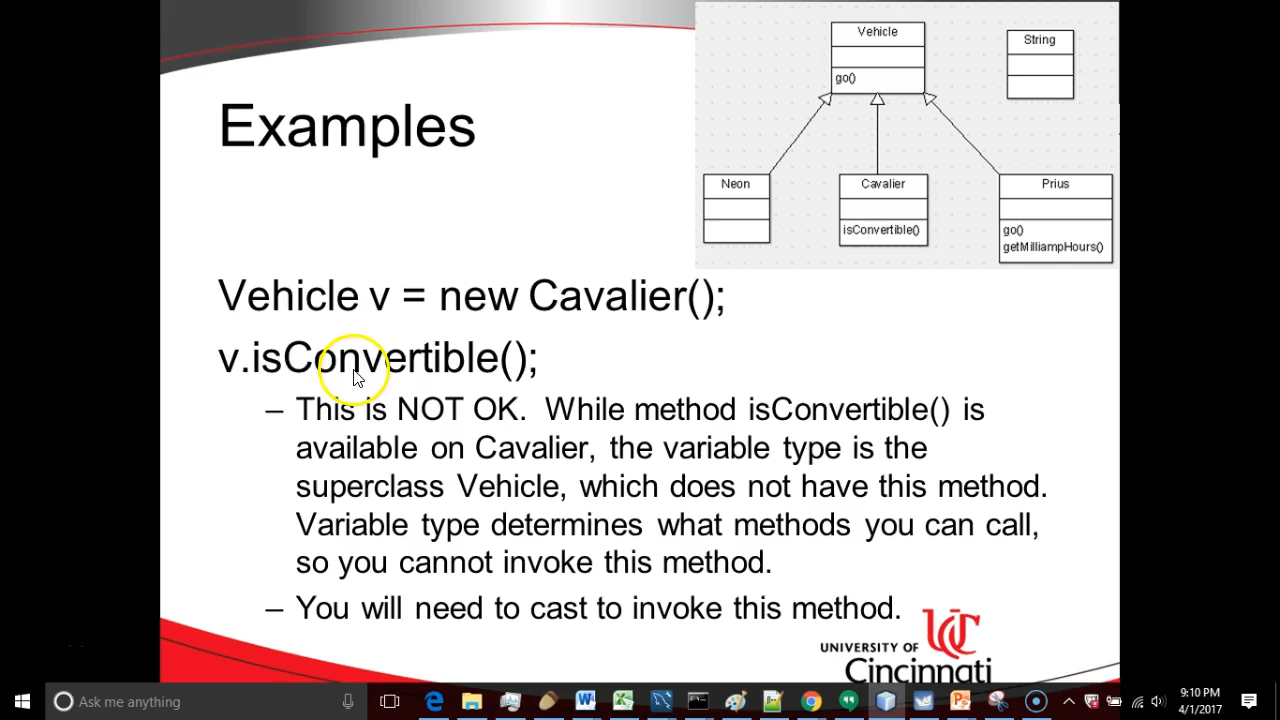 Vehicle
go()
String
Neon
Cavalier
isConvertible()
Prius
go()
getMilliampHours()
Examples
Vehicle v = new Cavalier();
v.isConvertible();
– This is NOT OK. While method isConvertible() is
available on Cavalier, the variable type is the
superclass Vehicle, which does not have this method.
Variable type determines what methods you can call,
so you cannot invoke this method.
– You will need to cast to invoke this method.
UC
UNIVERSITY OF
Cincinnati
Ask me anything
9:10 PM
4/1/2017